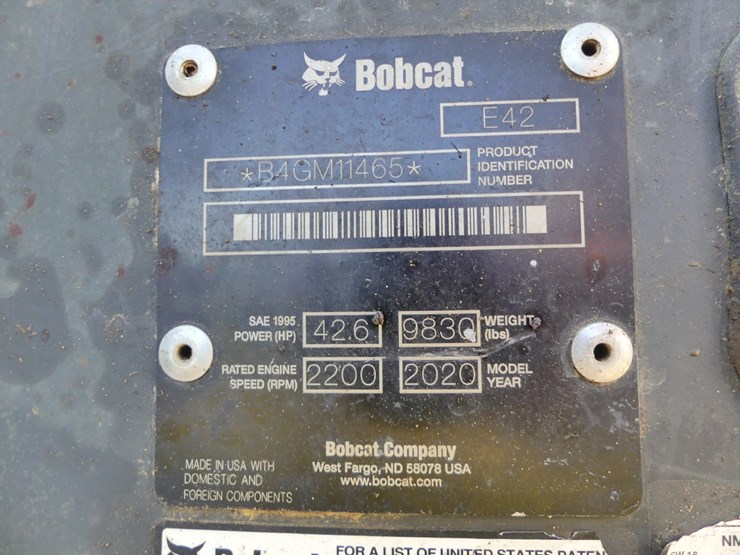 Bobcat®
E42
*B4GM11465*
PRODUCT
IDENTIFICATION
NUMBER
SAE 1995
POWER (HP)
42.6
9830
WEIGHT
(lbs)
RATED ENGINE
SPEED (RPM)
2200
2020
MODEL
YEAR
MADE IN USA WITH
DOMESTIC AND
FOREIGN COMPONENTS
Bobcat Company
West Fargo, ND 58078 USA
www.bobcat.com
FOR A LIST OF UNITED STATES PATEN
NM